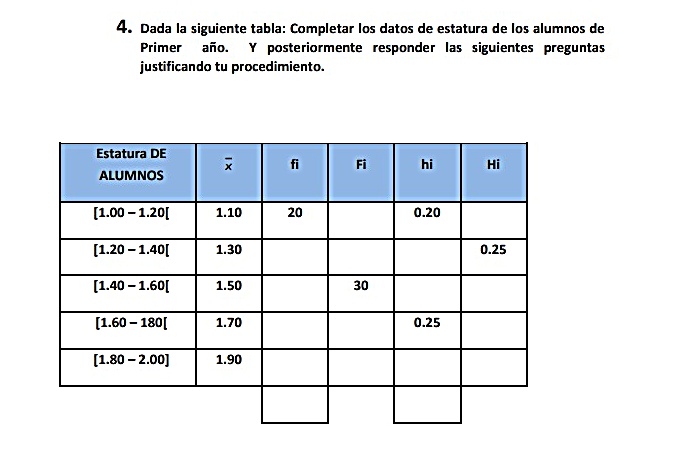 4. Dada la siguiente tabla: Completar los datos de estatura de los alumnos de
Primer año. Y posteriormente responder las siguientes preguntas
justificando tu procedimiento.
Estatura DE
ALUMNOS
x̅ fi Fi hi Hi
[1.00 – 1.20[ 1.10 20 0.20
[1.20 – 1.40[ 1.30 0.25
[1.40 – 1.60[ 1.50 30
[1.60 – 180[ 1.70 0.25
[1.80 – 2.00] 1.90